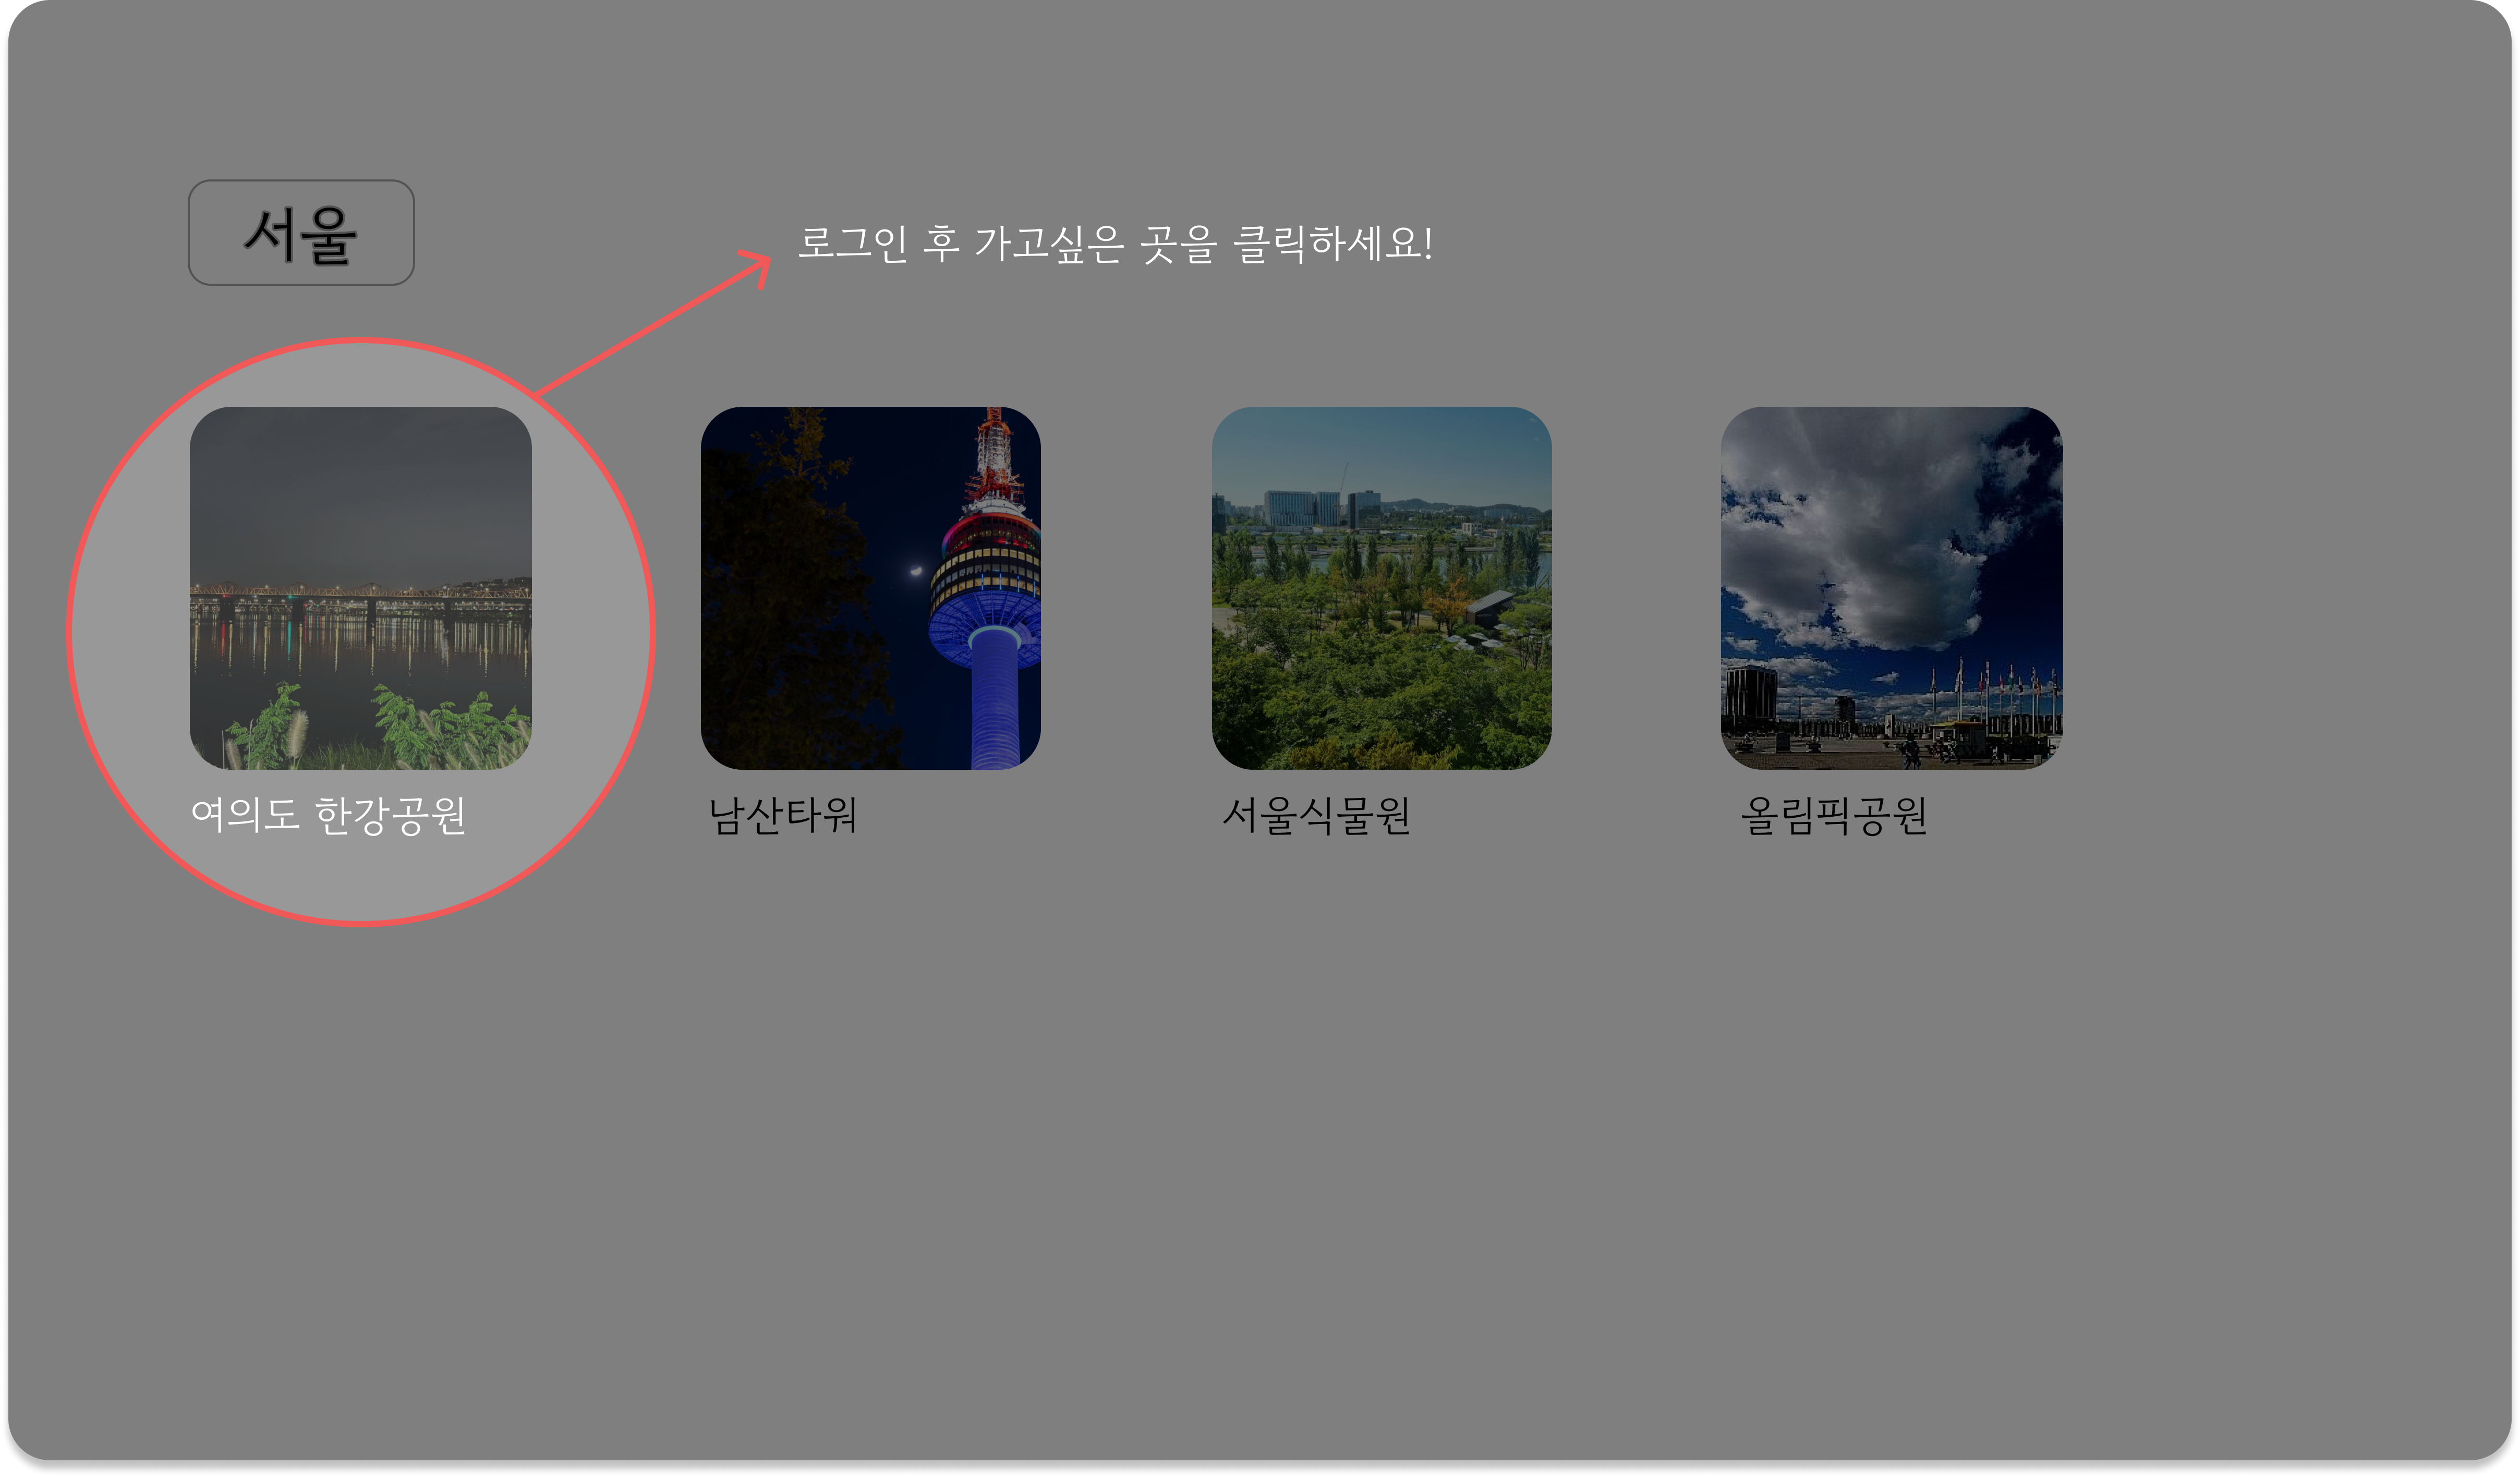 서울
로그인 후 가고싶은 곳을 클릭하세요!
여의도 한강공원
남산타워
서울식물원
올림픽공원